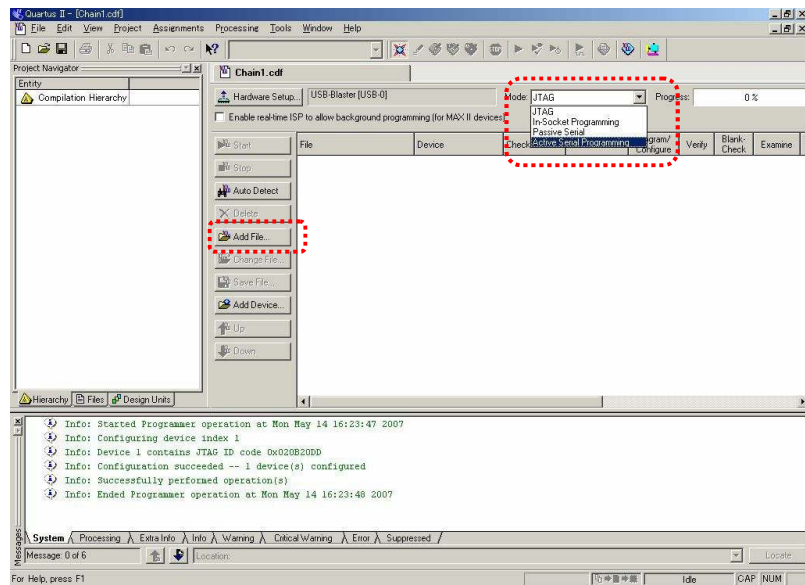 Quartus II - [Chain1.cdf]
File Edit View Project Assignments Processing Tools Window Help
Project Navigator
Entity
Compilation Hierarchy
Hierarchy Files Design Units
Chain1.cdf
Hardware Setup... USB-Blaster [USB-0] Mode: JTAG Progress: 0 %
JTAG
In-Socket Programming
Passive Serial
Active Serial Programming
Enable real-time ISP to allow background programming (for MAX II devices
File Device Configure Verify Blank-Check Examine
Start
Stop
Auto Detect
Delete
Add File...
Change File...
Save File...
Add Device...
Up
Down
Info: Started Programmer operation at Mon May 14 16:23:47 2007
Info: Configuring device index 1
Info: Device 1 contains JTAG ID code 0x020B20DD
Info: Configuration succeeded -- 1 device(s) configured
Info: Successfully performed operation(s)
Info: Ended Programmer operation at Mon May 14 16:23:48 2007
System Processing Extra Info Info Warning Critical Warning Error Suppressed
Messages
Message: 0 of 6 Location: Locate
For Help, press F1 Idle CAP NUM